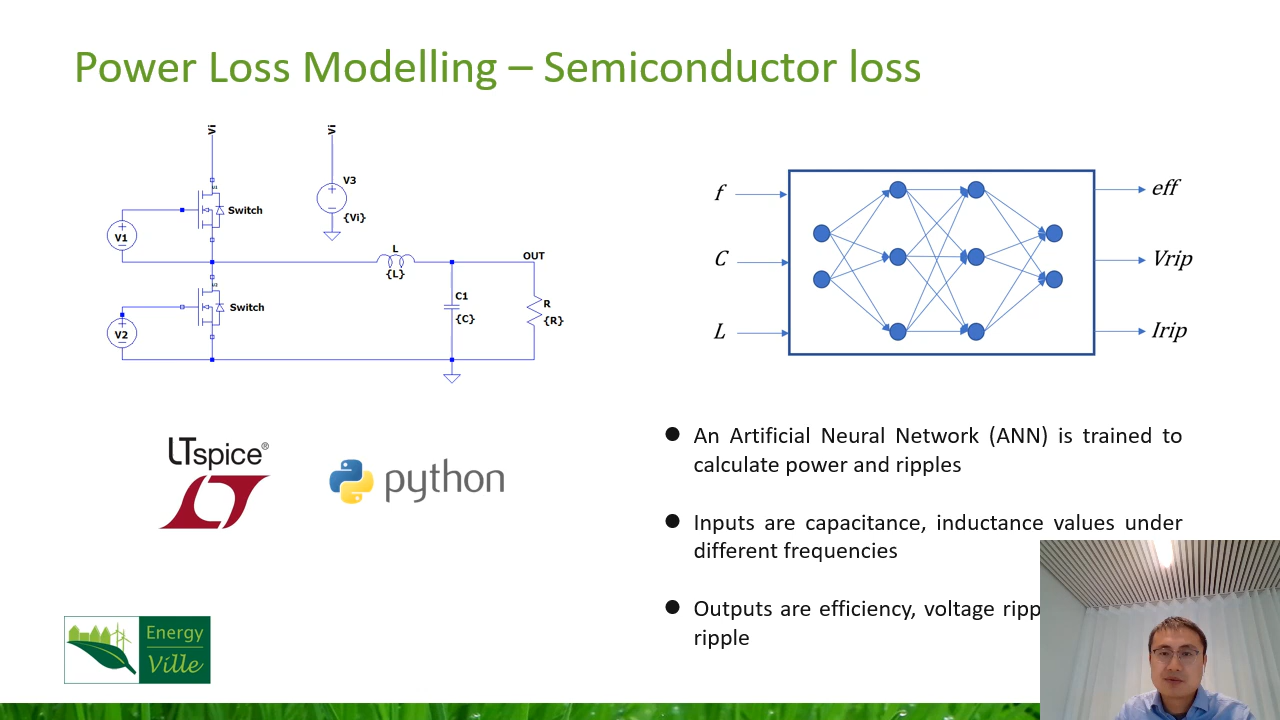 Power Loss Modelling – Semiconductor loss
Vi
Vi
U1
V3
Switch
{Vi}
V1
L
OUT
{L}
U2
C1
Switch
R
{C}
{R}
V2
f
eff
C
Vrip
L
Irip
LTspice®
python
An Artificial Neural Network (ANN) is trained to
calculate power and ripples
Inputs are capacitance, inductance values under
different frequencies
Outputs are efficiency, voltage
ripple
Energy
Ville